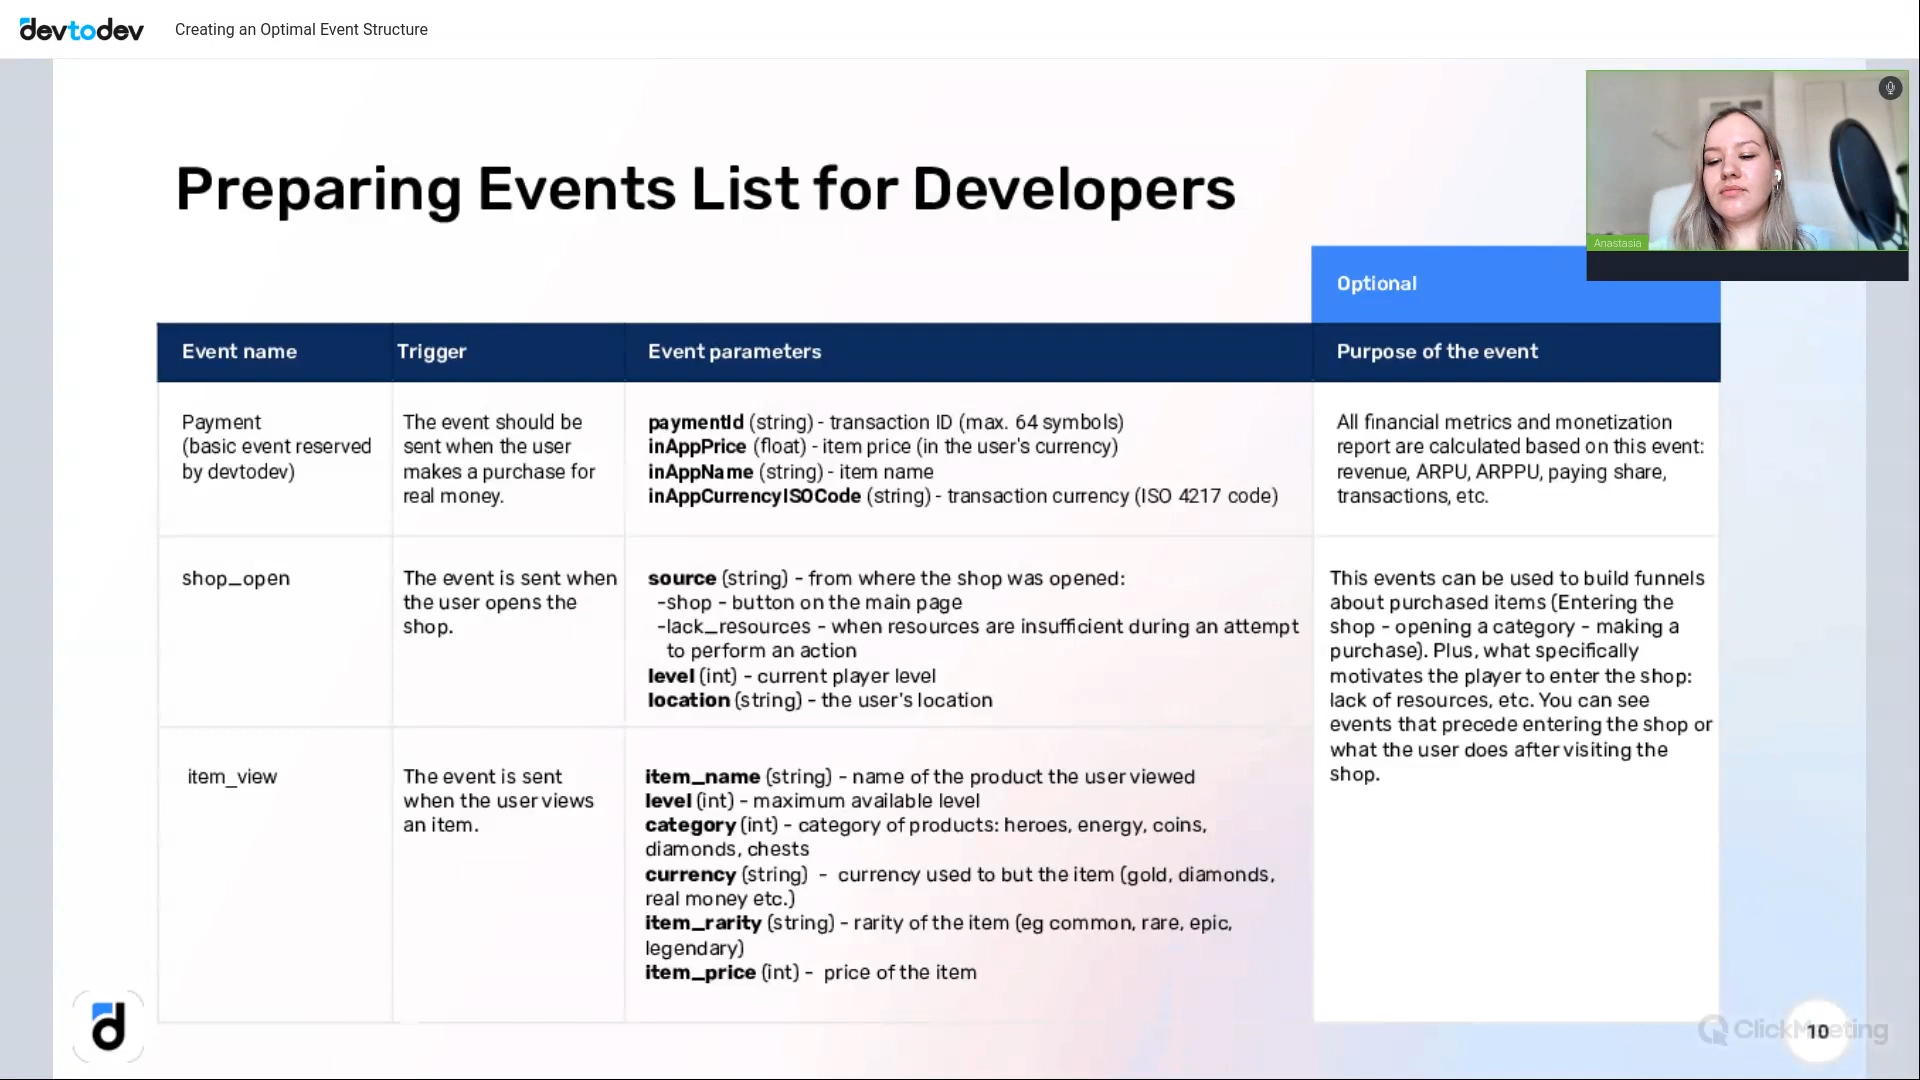 devtodev
Creating an Optimal Event Structure
Preparing Events List for Developers
Anastasia
Optional
Event name
Trigger
Event parameters
Purpose of the event
Payment
(basic event reserved
by devtodev)
The event should be
sent when the user
makes a purchase for
real money.
paymentId (string) - transaction ID (max. 64 symbols)
inAppPrice (float) - item price (in the user's currency)
inAppName (string) - item name
inAppCurrencyISOCode (string) - transaction currency (ISO 4217 code)
All financial metrics and monetization
report are calculated based on this event:
revenue, ARPU, ARPPU, paying share,
transactions, etc.
shop_open
The event is sent when
the user opens the
shop.
source (string) - from where the shop was opened:
-shop - button on the main page
-lack_resources - when resources are insufficient during an attempt
to perform an action
level (int) - current player level
location (string) - the user's location
This events can be used to build funnels
about purchased items (Entering the
shop - opening a category - making a
purchase). Plus, what specifically
motivates the player to enter the shop:
lack of resources, etc. You can see
events that precede entering the shop or
what the user does after visiting the
shop.
item_view
The event is sent
when the user views
an item.
item_name (string) - name of the product the user viewed
level (int) - maximum available level
category (int) - category of products: heroes, energy, coins,
diamonds, chests
currency (string) - currency used to but the item (gold, diamonds,
real money etc.)
item_rarity (string) - rarity of the item (eg common, rare, epic,
legendary)
item_price (int) - price of the item
d
ClickMeeting
10